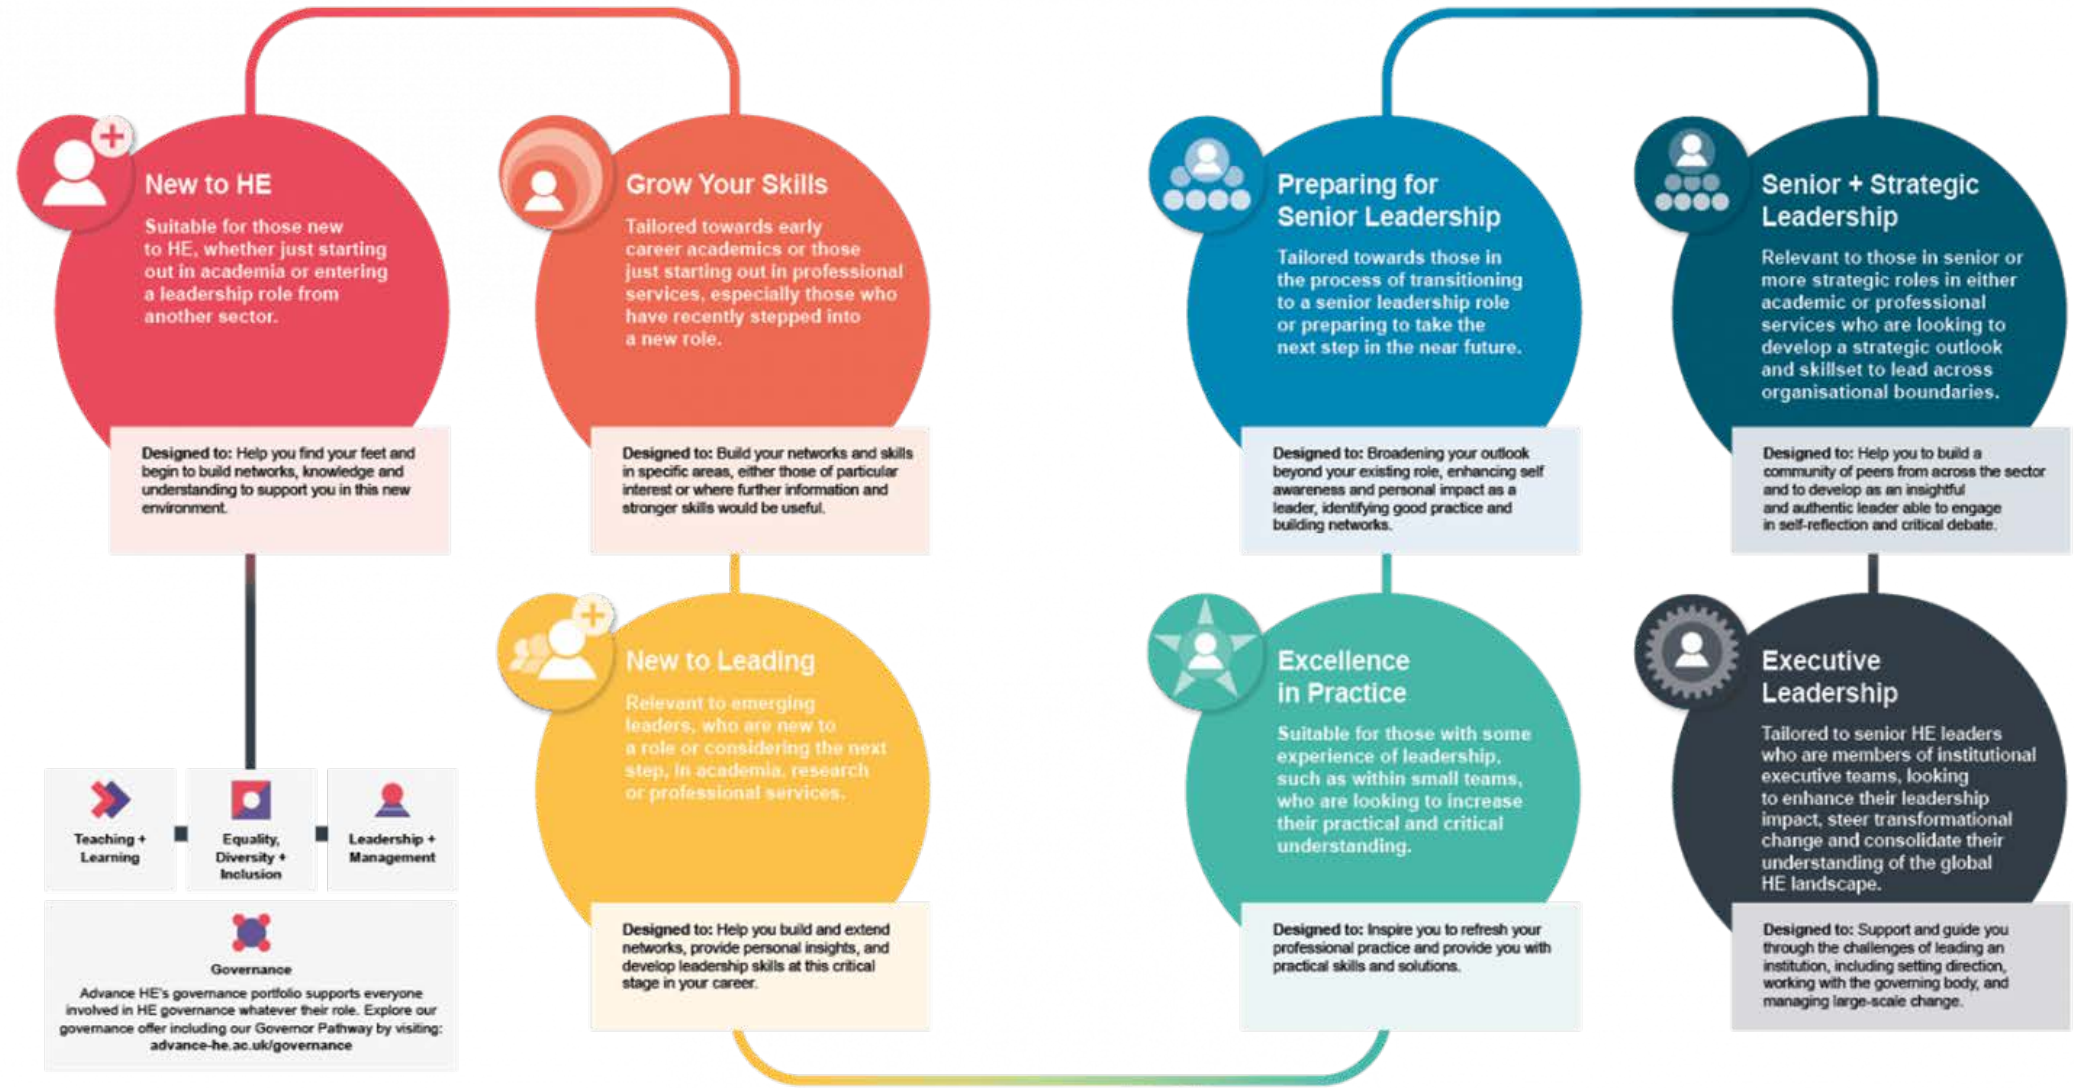 New to HE
Suitable for those new
to HE, whether just starting
out in academia or entering
a leadership role from
another sector.
Designed to: Help you find your feet and
begin to build networks, knowledge and
understanding to support you in this new
environment.
Grow Your Skills
Tailored towards early
career academics or those
just starting out in professional
services, especially those who
have recently stepped into
a new role.
Designed to: Build your networks and skills
in specific areas, either those of particular
interest or where further information and
stronger skills would be useful.
New to Leading
Relevant to emerging
leaders, who are new to
a role or considering the next
step, in academia, research
or professional services.
Designed to: Help you build and extend
networks, provide personal insights, and
develop leadership skills at this critical
stage in your career.
Excellence
in Practice
Suitable for those with some
experience of leadership,
such as within small teams,
who are looking to increase
their practical and critical
understanding.
Designed to: Inspire you to refresh your
professional practice and provide you with
practical skills and solutions.
Preparing for
Senior Leadership
Tailored towards those in
the process of transitioning
to a senior leadership role
or preparing to take the
next step in the near future.
Designed to: Broadening your outlook
beyond your existing role, enhancing self
awareness and personal impact as a
leader, identifying good practice and
building networks.
Senior + Strategic
Leadership
Relevant to those in senior or
more strategic roles in either
academic or professional
services who are looking to
develop a strategic outlook
and skillset to lead across
organisational boundaries.
Designed to: Help you to build a
community of peers from across the sector
and to develop as an insightful
and authentic leader able to engage
in self-reflection and critical debate.
Executive
Leadership
Tailored to senior HE leaders
who are members of institutional
executive teams, looking
to enhance their leadership
impact, steer transformational
change and consolidate their
understanding of the global
HE landscape.
Designed to: Support and guide you
through the challenges of leading an
institution, including setting direction,
working with the governing body, and
managing large-scale change.
Teaching +
Learning
Equality,
Diversity +
Inclusion
Leadership +
Management
Governance
Advance HE's governance portfolio supports everyone
involved in HE governance whatever their role. Explore our
governance offer including our Governor Pathway by visiting:
advance-he.ac.uk/governance